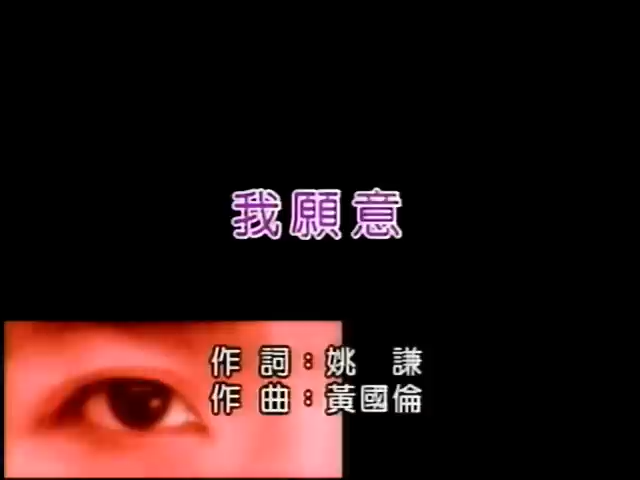 我願意
作 詞：姚　謙
作 曲：黃國倫